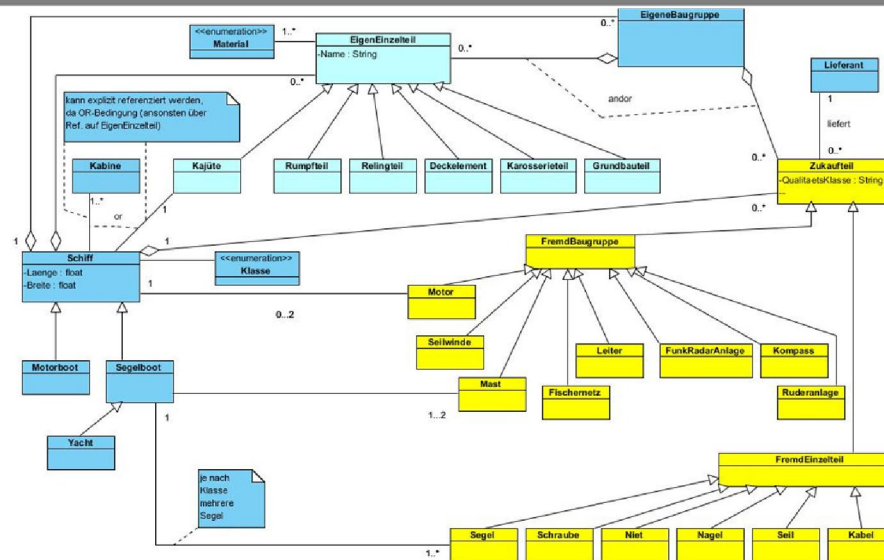 1..*
0..*
EigeneBaugruppe
<<enumeration>>
Material
EigenEinzelteil
-Name : String
0..*
0..*
Lieferant
kann explizit referenziert werden,
da OR-Bedingung (ansonsten über
Ref. auf EigenEinzelteil)
andor
1
liefert
0..*
0..*
Kabine
Kajüte
Rumpfteil
Relingteil
Deckelement
Karosserieteil
Grundbauteil
Zukaufteil
-QualitaetsKlasse : String
...
1..*
or
1
0..*
1
1
Schiff
-Laenge : float
-Breite : float
<<enumeration>>
Klasse
FremdBaugruppe
1
0...2
Motor
Seilwinde
Leiter
FunkRadarAnlage
Kompass
Motorboot
Segelboot
Mast
Fischernetz
Ruderanlage
1
1...2
Yacht
FremdEinzelteil
je nach
Klasse
mehrere
Segel
1..*
Segel
Schraube
Niet
Nagel
Seil
Kabel